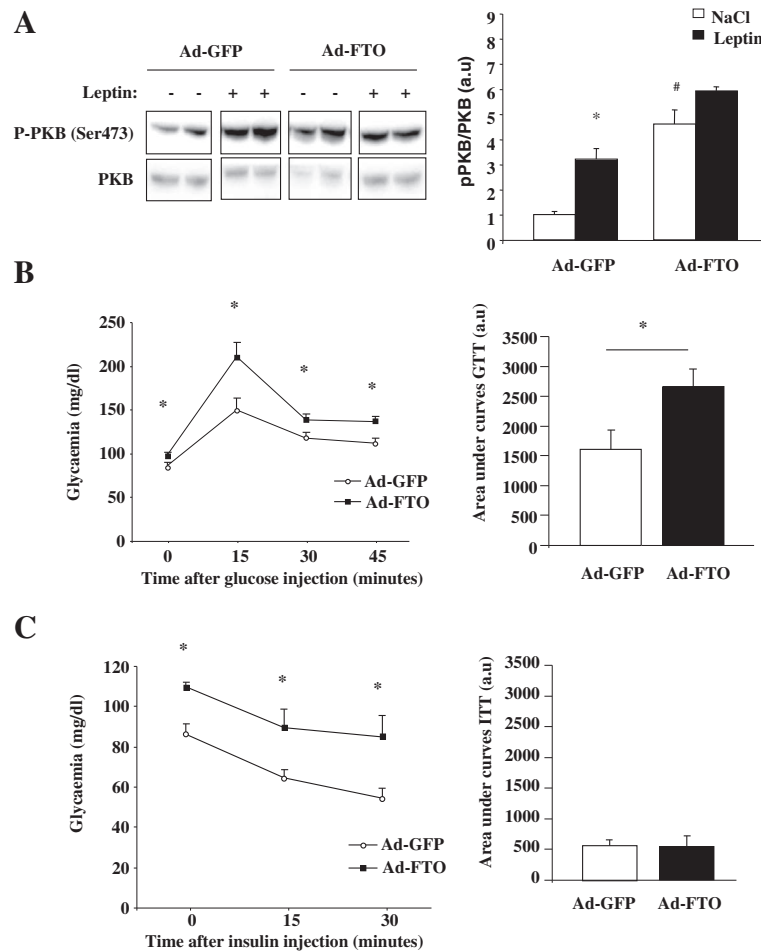 A
Ad-GFP
Ad-FTO
Leptin:
- - + + - - + +
P-PKB (Ser473)
PKB
NaCl
Leptin
pPKB/PKB (a.u)
9
6
5
4
3
2
1
0
*
#
Ad-GFP
Ad-FTO
B
Glycaemia (mg/dl)
250
200
150
100
50
0
*
*
*
*
Ad-GFP
Ad-FTO
0 15 30 45
Time after glucose injection (minutes)
Area under curves GTT (a.u)
3500
3000
2500
2000
1500
1000
500
0
*
Ad-GFP
Ad-FTO
C
Glycaemia (mg/dl)
120
100
80
60
40
20
0
*
*
*
Ad-GFP
Ad-FTO
0 15 30
Time after insulin injection (minutes)
Area under curves ITT (a.u)
3500
3000
2500
2000
1500
1000
500
0
Ad-GFP
Ad-FTO